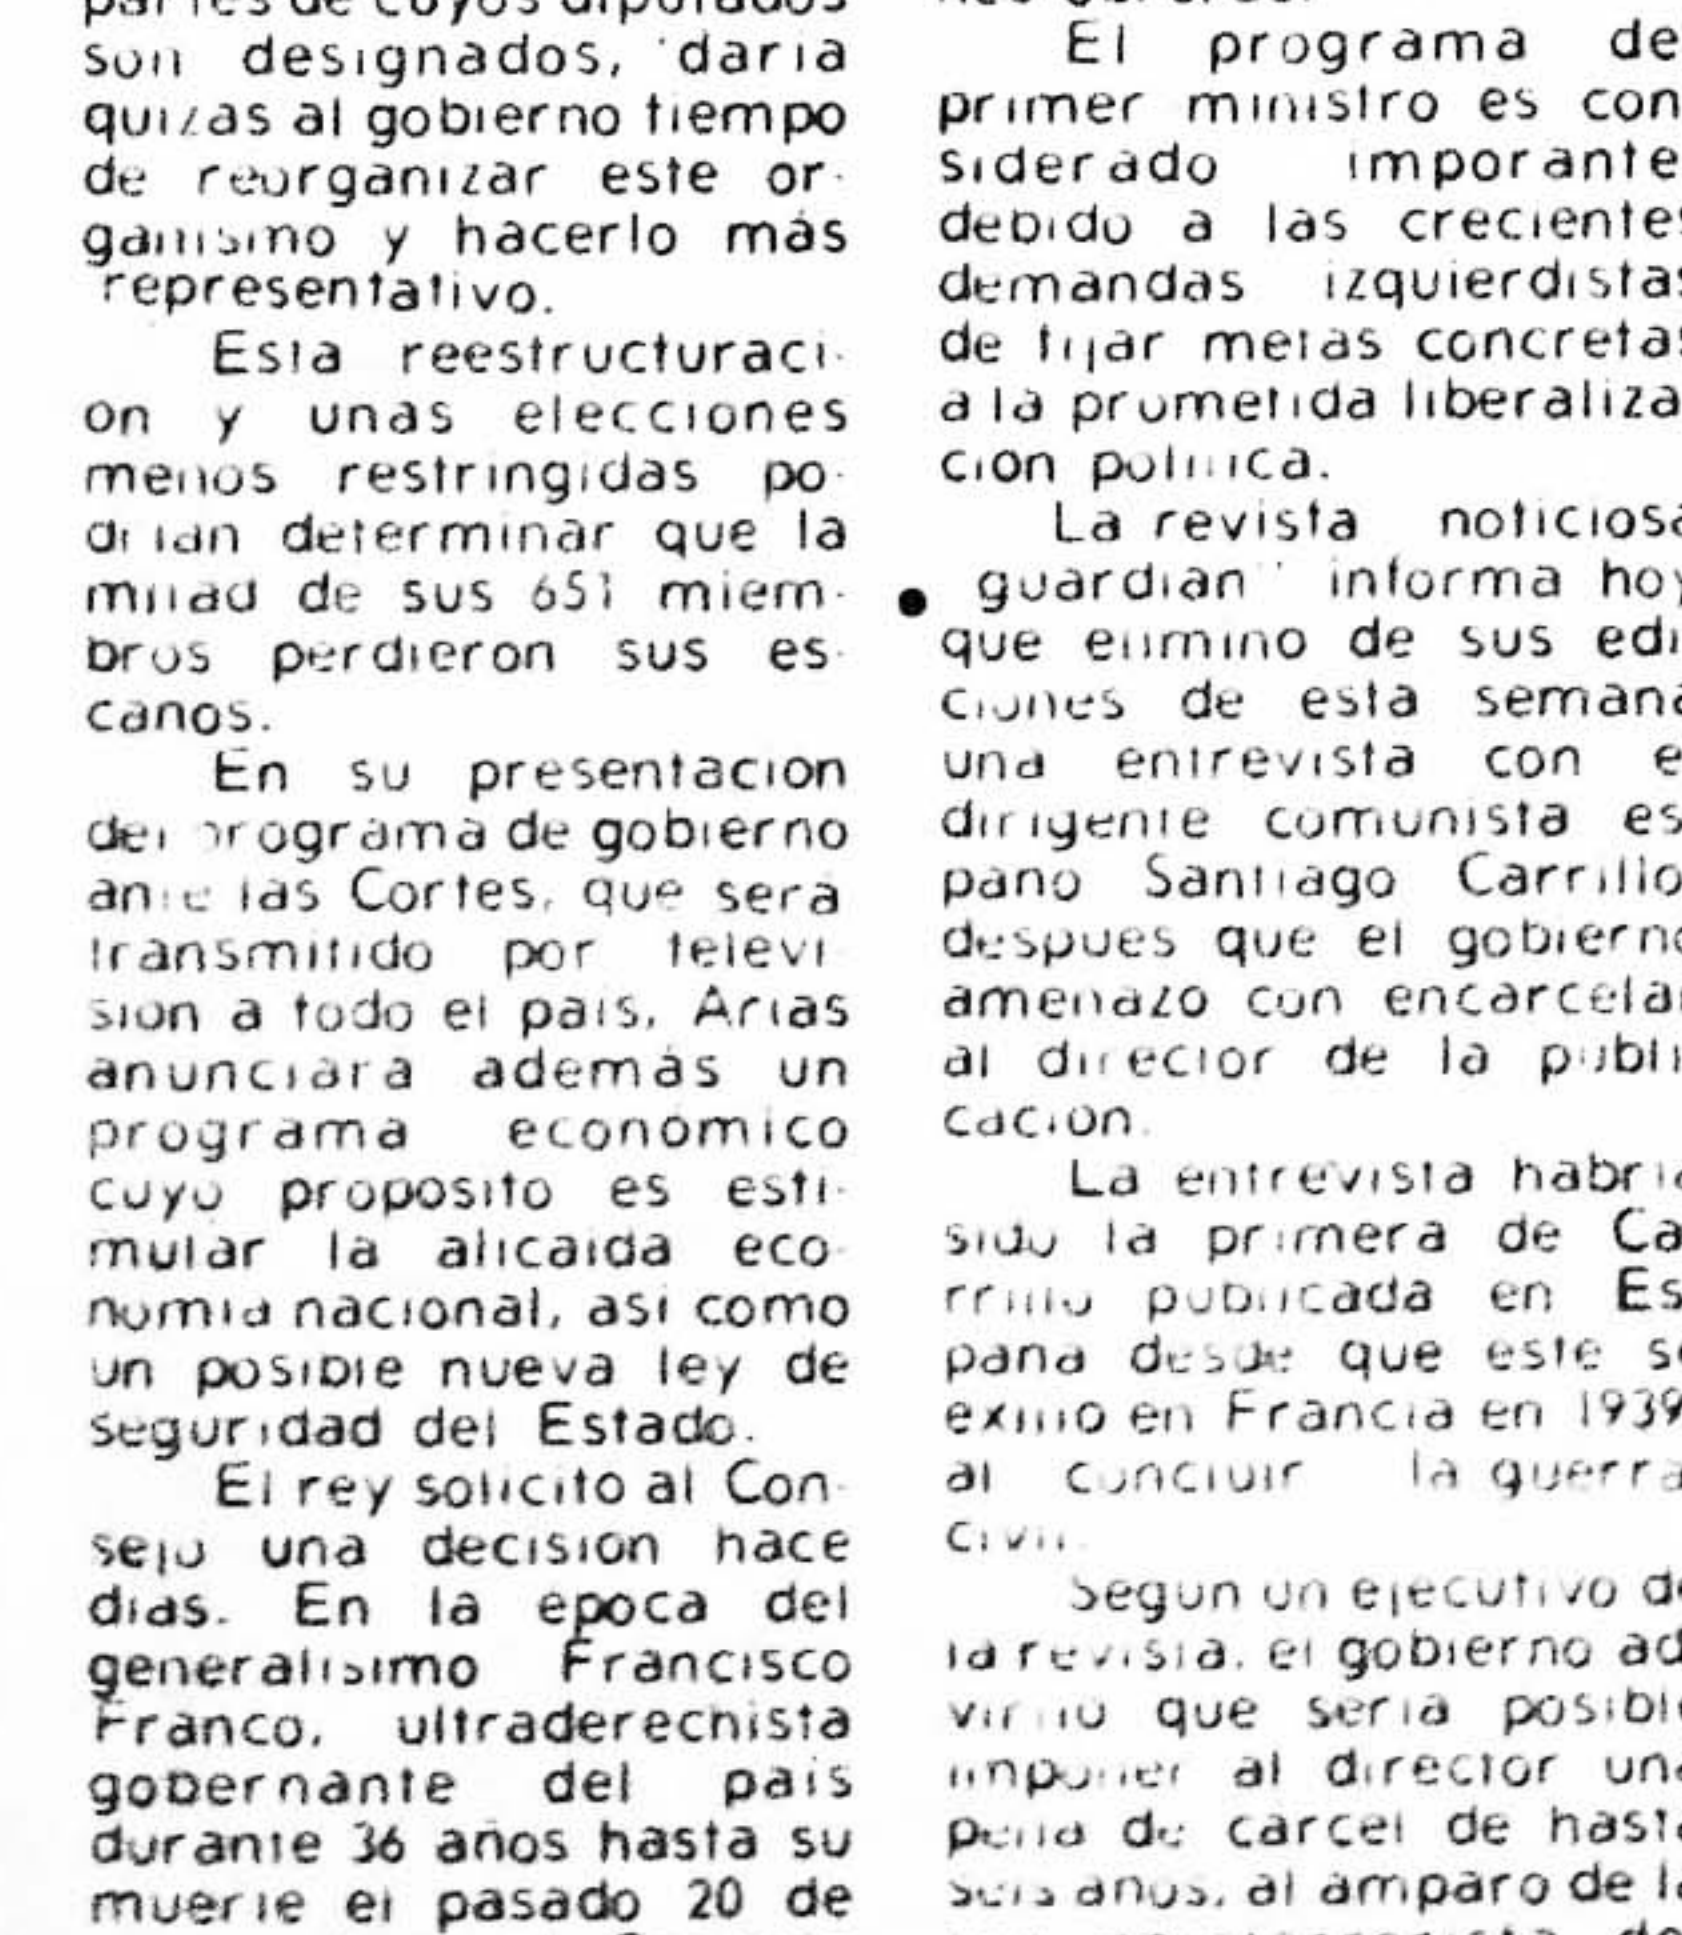 partes de cuyos diputados
son designados, daria
quizas al gobierno tiempo
de reorganizar este or-
ganismo y hacerlo más
representativo.
Esta reestructuraci-
on y unas elecciones
menos restringidas po-
drian determinar que la
mitad de sus 651 miem-
bros perdieron sus es-
canos.
En su presentacion
del programa de gobierno
ante las Cortes, que será
transmitido por televi-
sion a todo el pais, Arias
anunciara además un
programa económico
cuyo proposito es esti-
mular la alicaida eco-
nomia nacional, asi como
un posible nueva ley de
seguridad del Estado.
El rey solicito al Con-
sejo una decision hace
dias. En la epoca del
generalisimo Francisco
Franco, ultraderechista
gobernante del pais
durante 36 años hasta su
muerte el pasado 20 de
El programa de
primer ministro es con
siderado imporante
debido a las creciente
demandas izquierdista
de fijar metas concreta
a la prometida liberaliza
cion politica.
La revista noticiosa
guardian" informa hoy
que elimino de sus edi
ciones de esta semana
una entrevista con e
dirigente comunista es
pano Santiago Carrillo
despues que el gobierno
amenazo con encarcelar
al director de la publi
cacion.
La entrevista habria
sido la primera de Ca
rrillo publicada en Es
pana desde que este se
exilio en Francia en 1939
al concluir la guerra
civil.
Segun un ejecutivo de
la revista, el gobierno ad
virtio que seria posible
imponer al director una
pena de carcel de hasta
seis anos, al amparo de la